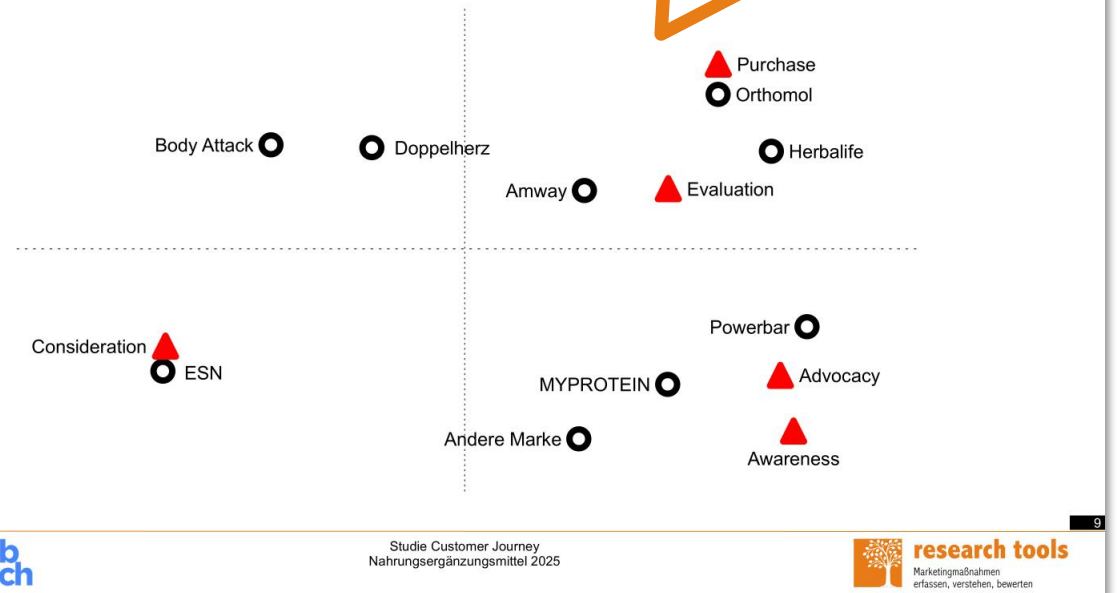 Purchase
Orthomol
Body Attack
Doppelherz
Herbalife
Amway
Evaluation
Powerbar
Consideration
ESN
Advocacy
MYPROTEIN
Andere Marke
Awareness
9
b
ch
Studie Customer Journey
Nahrungsergänzungsmittel 2025
research tools
Marketingmaßnahmen
erfassen, verstehen, bewerten